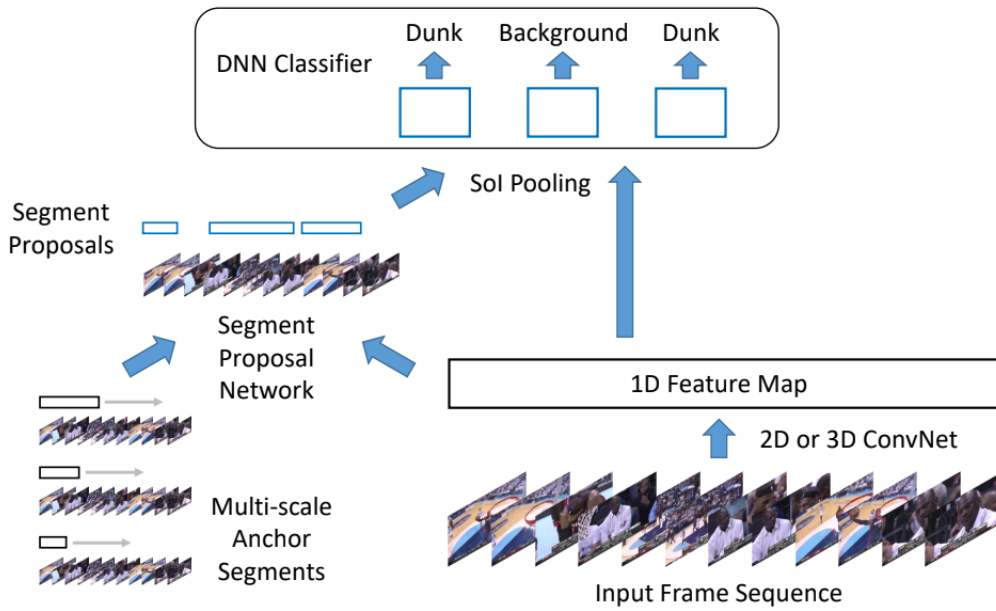 Dunk
Background
Dunk
DNN Classifier
SoI Pooling
Segment
Proposals
Segment
Proposal
Network
1D Feature Map
2D or 3D ConvNet
Multi-scale
Anchor
Segments
Input Frame Sequence